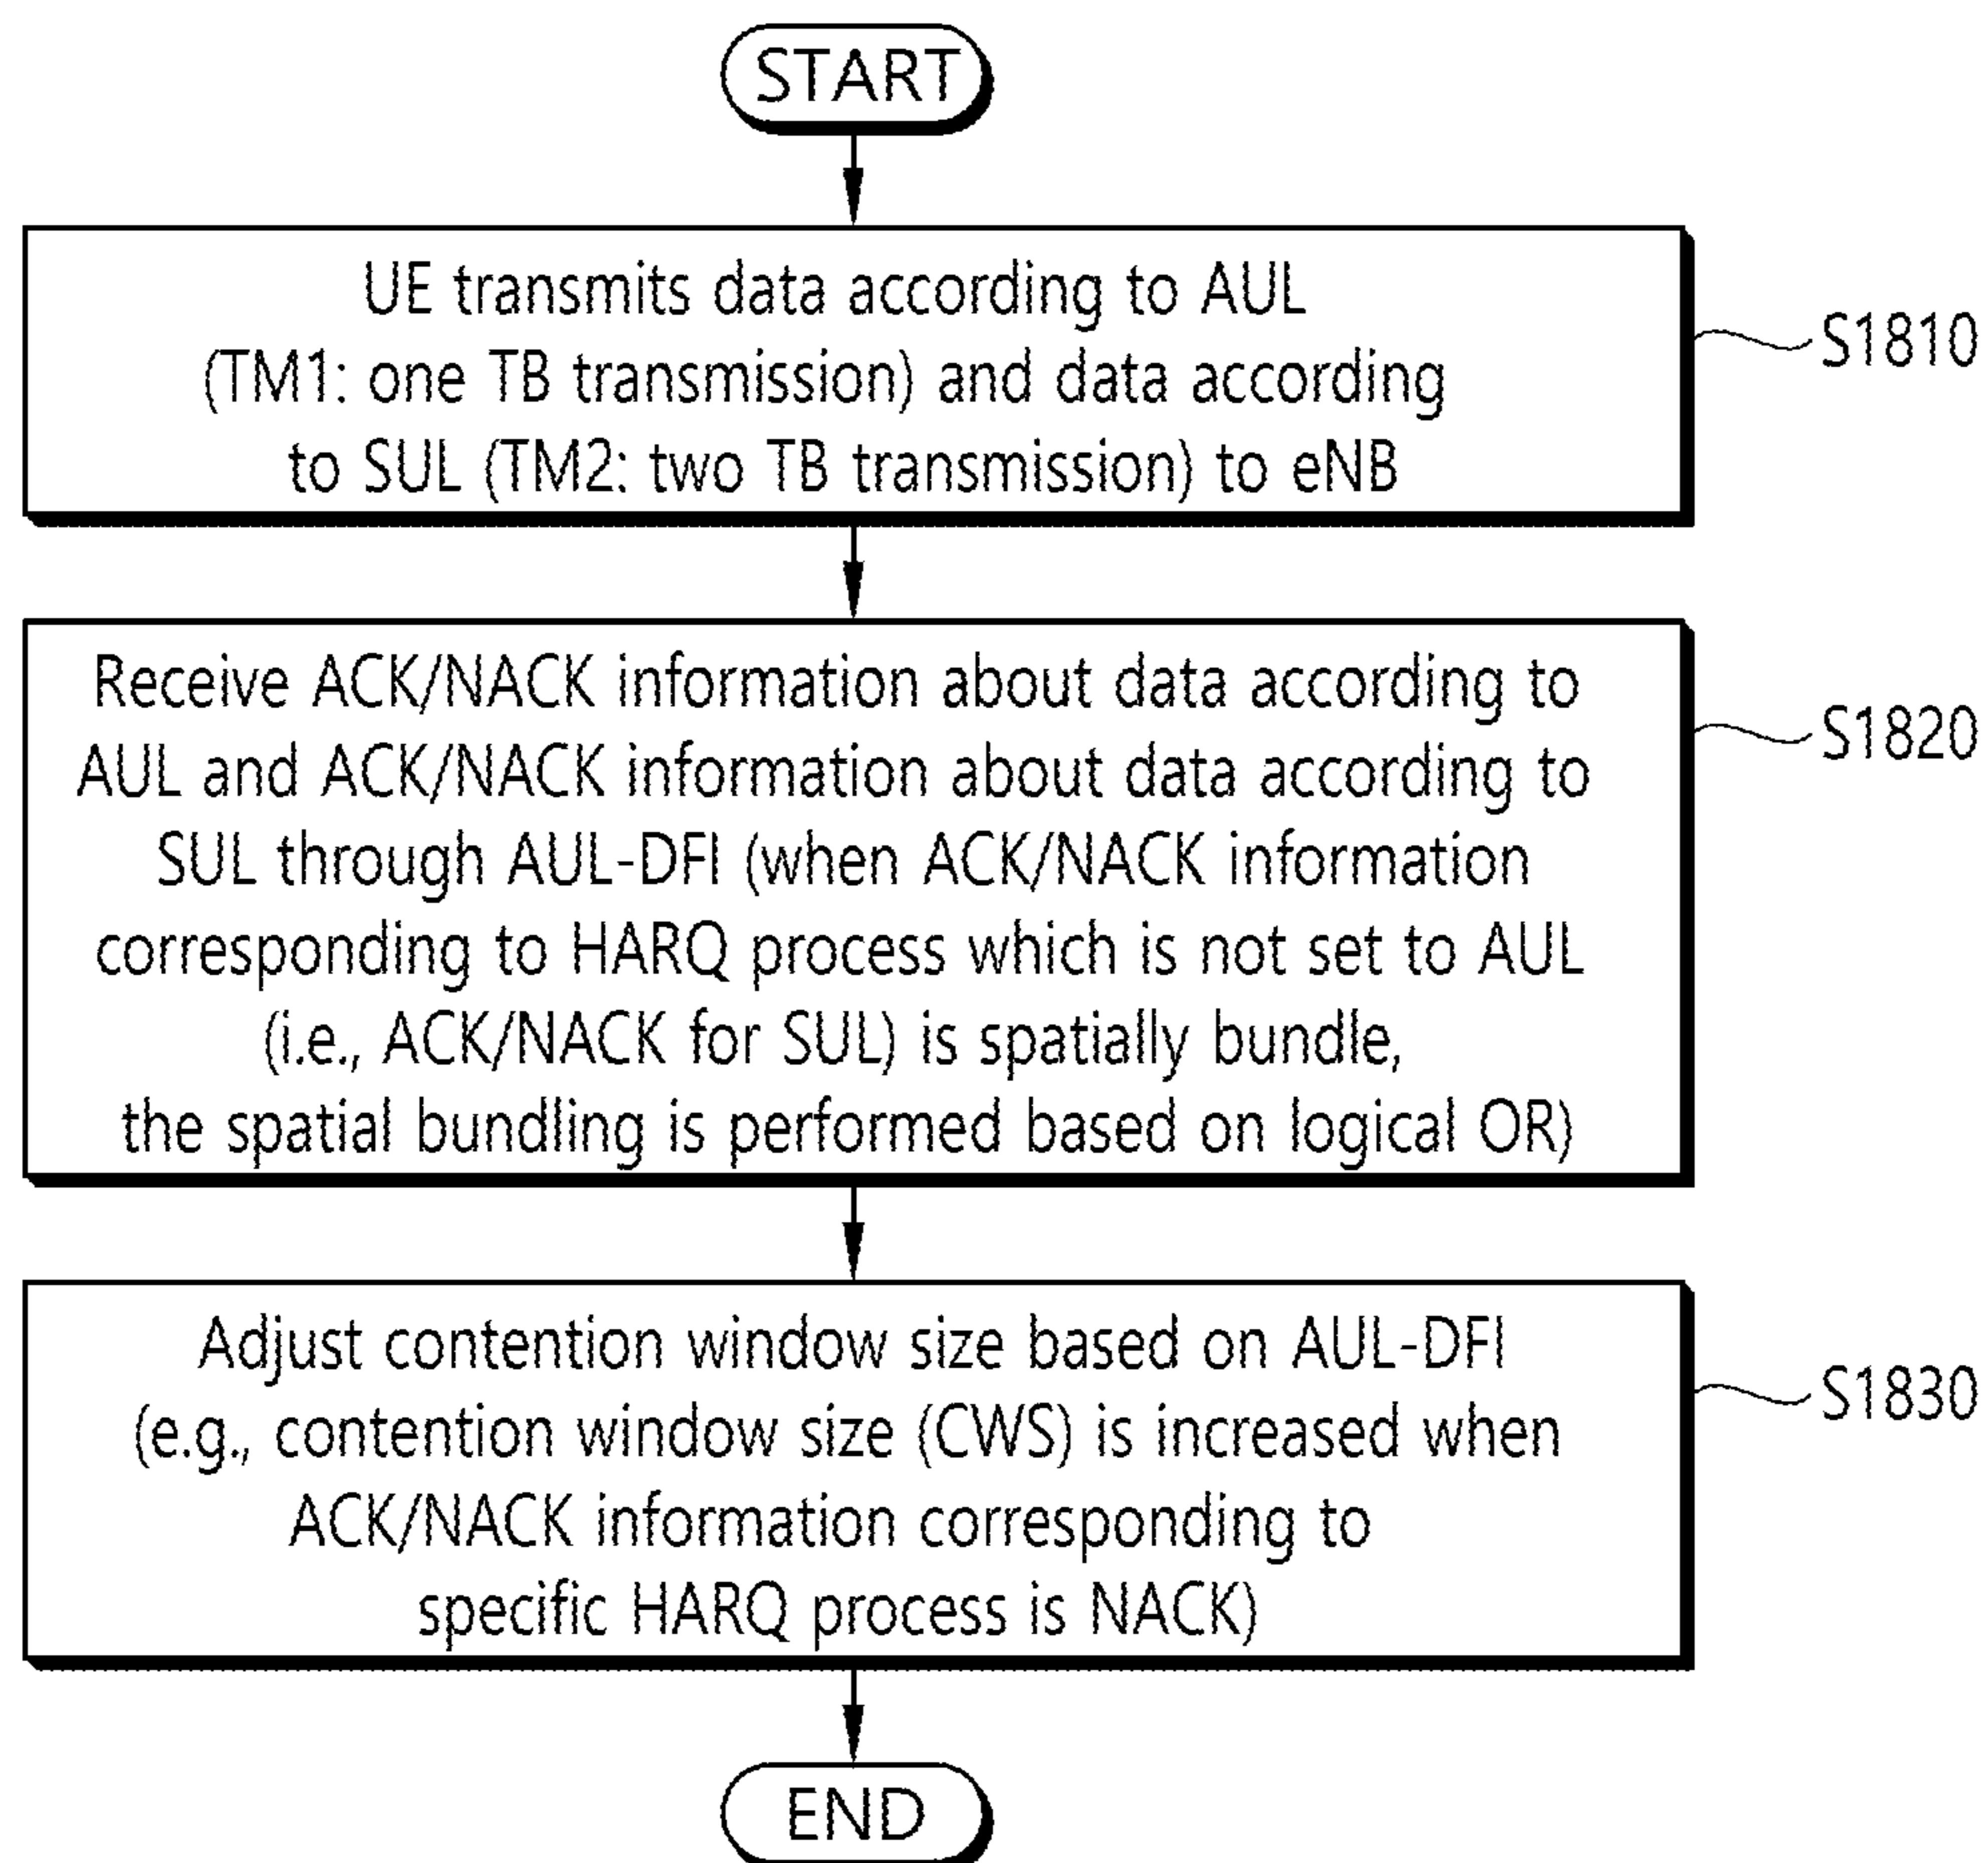 START
UE transmits data according to AUL
(TM1: one TB transmission) and data according
to SUL (TM2: two TB transmission) to eNB
S1810
Receive ACK/NACK information about data according to
AUL and ACK/NACK information about data according to
SUL through AUL-DFI (when ACK/NACK information
corresponding to HARQ process which is not set to AUL
(i.e., ACK/NACK for SUL) is spatially bundle,
the spatial bundling is performed based on logical OR)
S1820
Adjust contention window size based on AUL-DFI
(e.g., contention window size (CWS) is increased when
ACK/NACK information corresponding to
specific HARQ process is NACK)
S1830
END